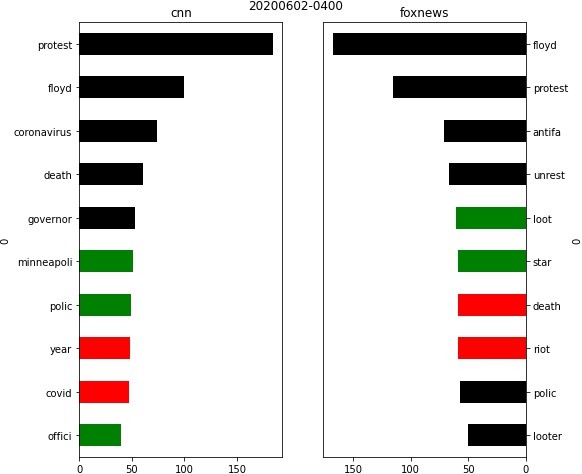 20200602-0400
cnn
foxnews
protest
floyd
coronavirus
death
governor
minneapoli
polic
year
covid
offici
0
0 50 100 150
floyd
protest
antifa
unrest
loot
star
death
riot
polic
looter
0
150 100 50 0